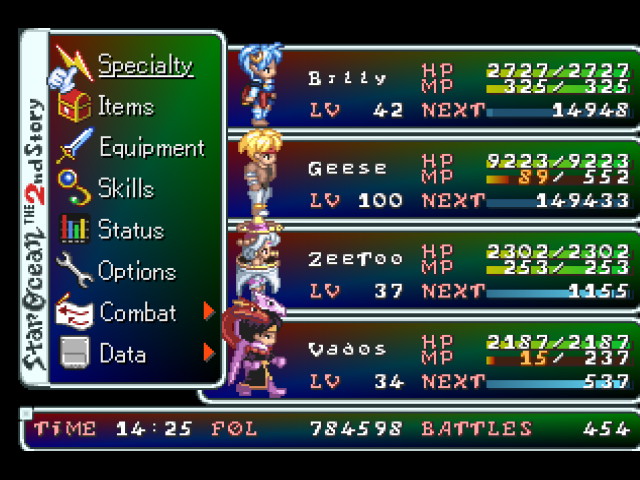 Star Ocean THE 2nd Story
Specialty
Items
Equipment
Skills
Status
Options
Combat
Data
Brily HP 2727/2727
MP 325/325
LV 42 NEXT 14948
Geese HP 9223/9223
MP 89/552
LV 100 NEXT 149433
ZeeToo HP 2302/2302
MP 253/253
LV 37 NEXT 1155
Vados HP 2187/2187
MP 15/237
LV 34 NEXT 537
TIME 14:25 FOL 784598 BATTLES 454